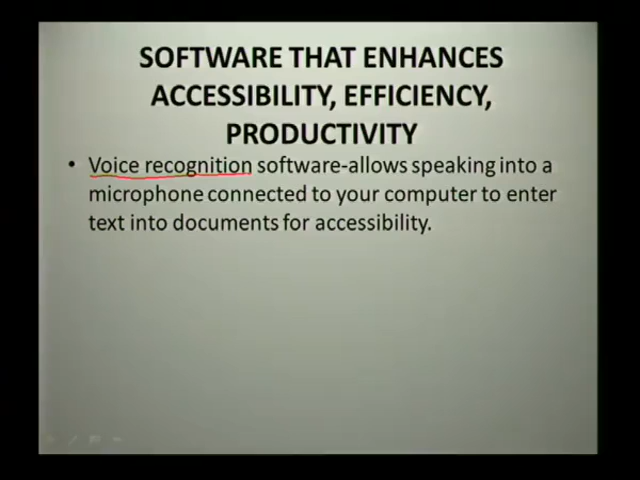 SOFTWARE THAT ENHANCES
ACCESSIBILITY, EFFICIENCY,
PRODUCTIVITY
• Voice recognition software-allows speaking into a
microphone connected to your computer to enter
text into documents for accessibility.